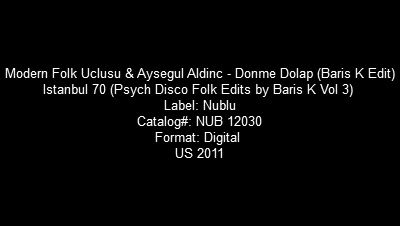 Modern Folk Uclusu & Aysegul Aldinc - Donme Dolap (Baris K Edit)
Istanbul 70 (Psych Disco Folk Edits by Baris K Vol 3)
Label: Nublu
Catalog#: NUB 12030
Format: Digital
US 2011